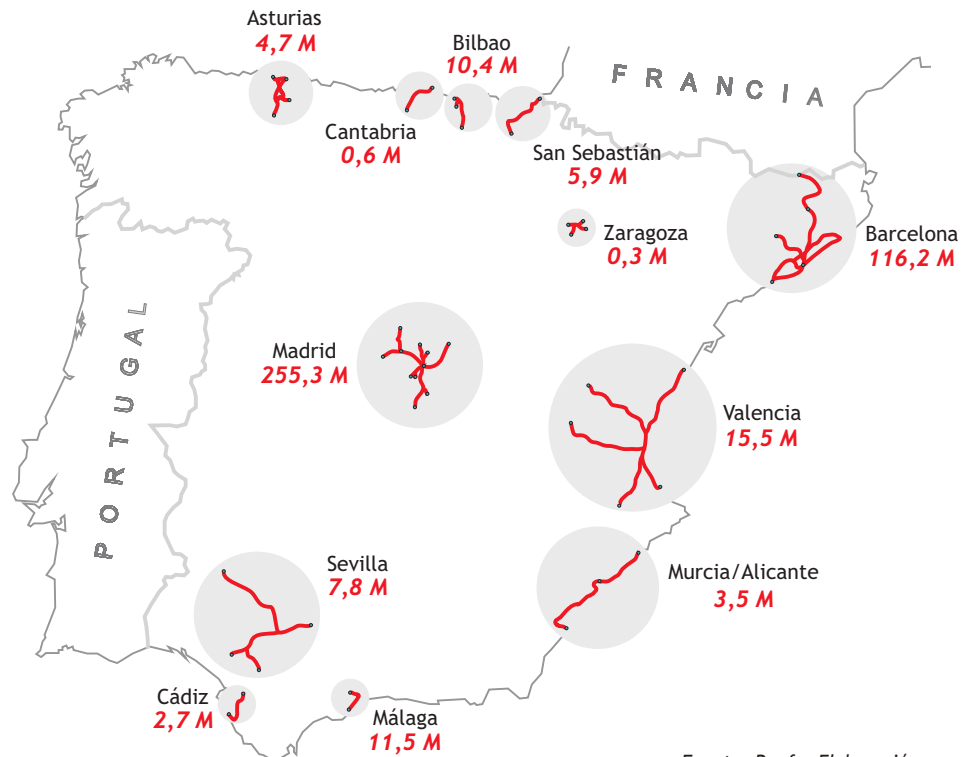 Asturias
4,7 M
Bilbao
10,4 M
FRANCIA
Cantabria
0,6 M
San Sebastián
5,9 M
Zaragoza
0,3 M
Barcelona
116,2 M
PORTUGAL
Madrid
255,3 M
Valencia
15,5 M
Sevilla
7,8 M
Murcia/Alicante
3,5 M
Cádiz
2,7 M
Málaga
11,5 M